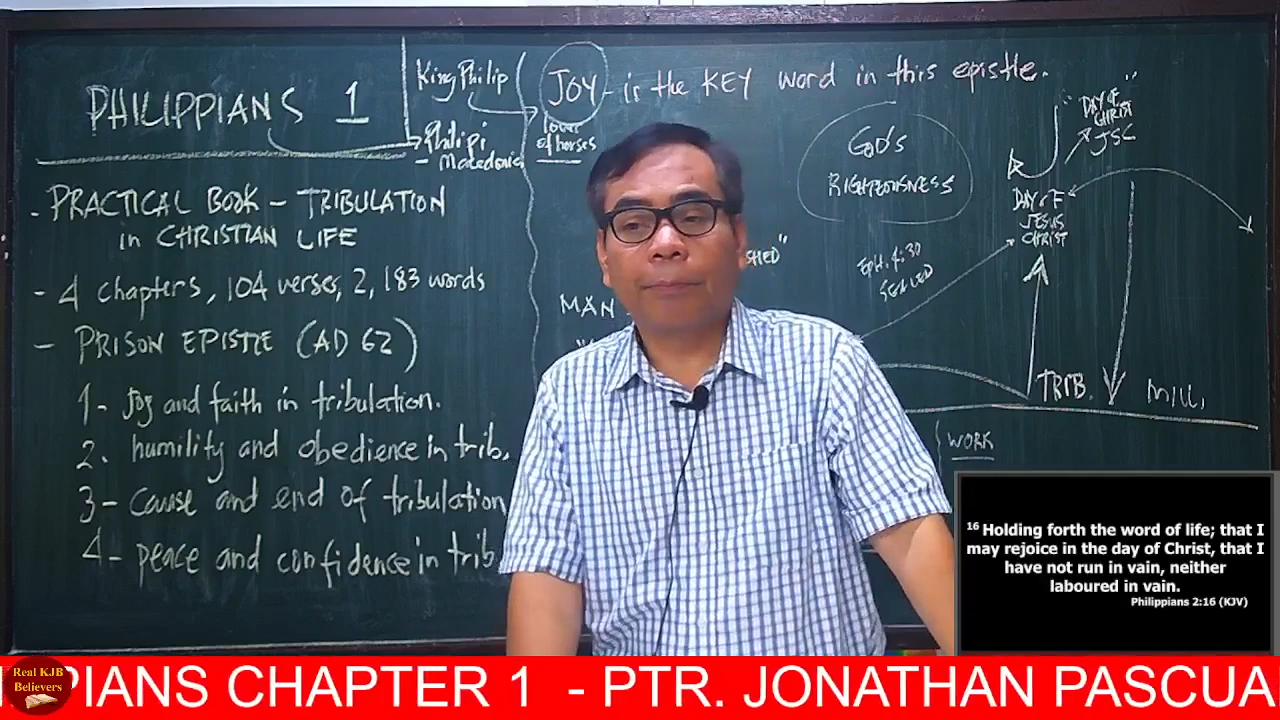 PHILIPPIANS 1
King Philip
Philipi
- Macedonia
lover
of horses
JOY - is the KEY word in this epistle.
- PRACTICAL BOOK - TRIBULATION
in CHRISTIAN LIFE
- 4 chapters, 104 verses, 2,183 words
- PRISON EPISTLE (AD 62)
1 - joy and faith in tribulation.
2. humility and obedience in trib.
3 - cause and end of tribulation
4 - peace and confidence in trib.
God's
RIGHTEOUSNESS
MAN
Eph. 4:30
SEALED
"DAY OF
CHRIST"
JSC
DAY OF
JESUS
CHRIST
TRIB.
MILL.
WORK
16 Holding forth the word of life; that I
may rejoice in the day of Christ, that I
have not run in vain, neither
laboured in vain.
Philippians 2:16 (KJV)
Real KJB
Believers
PIANS CHAPTER 1 - PTR. JONATHAN PASCUA